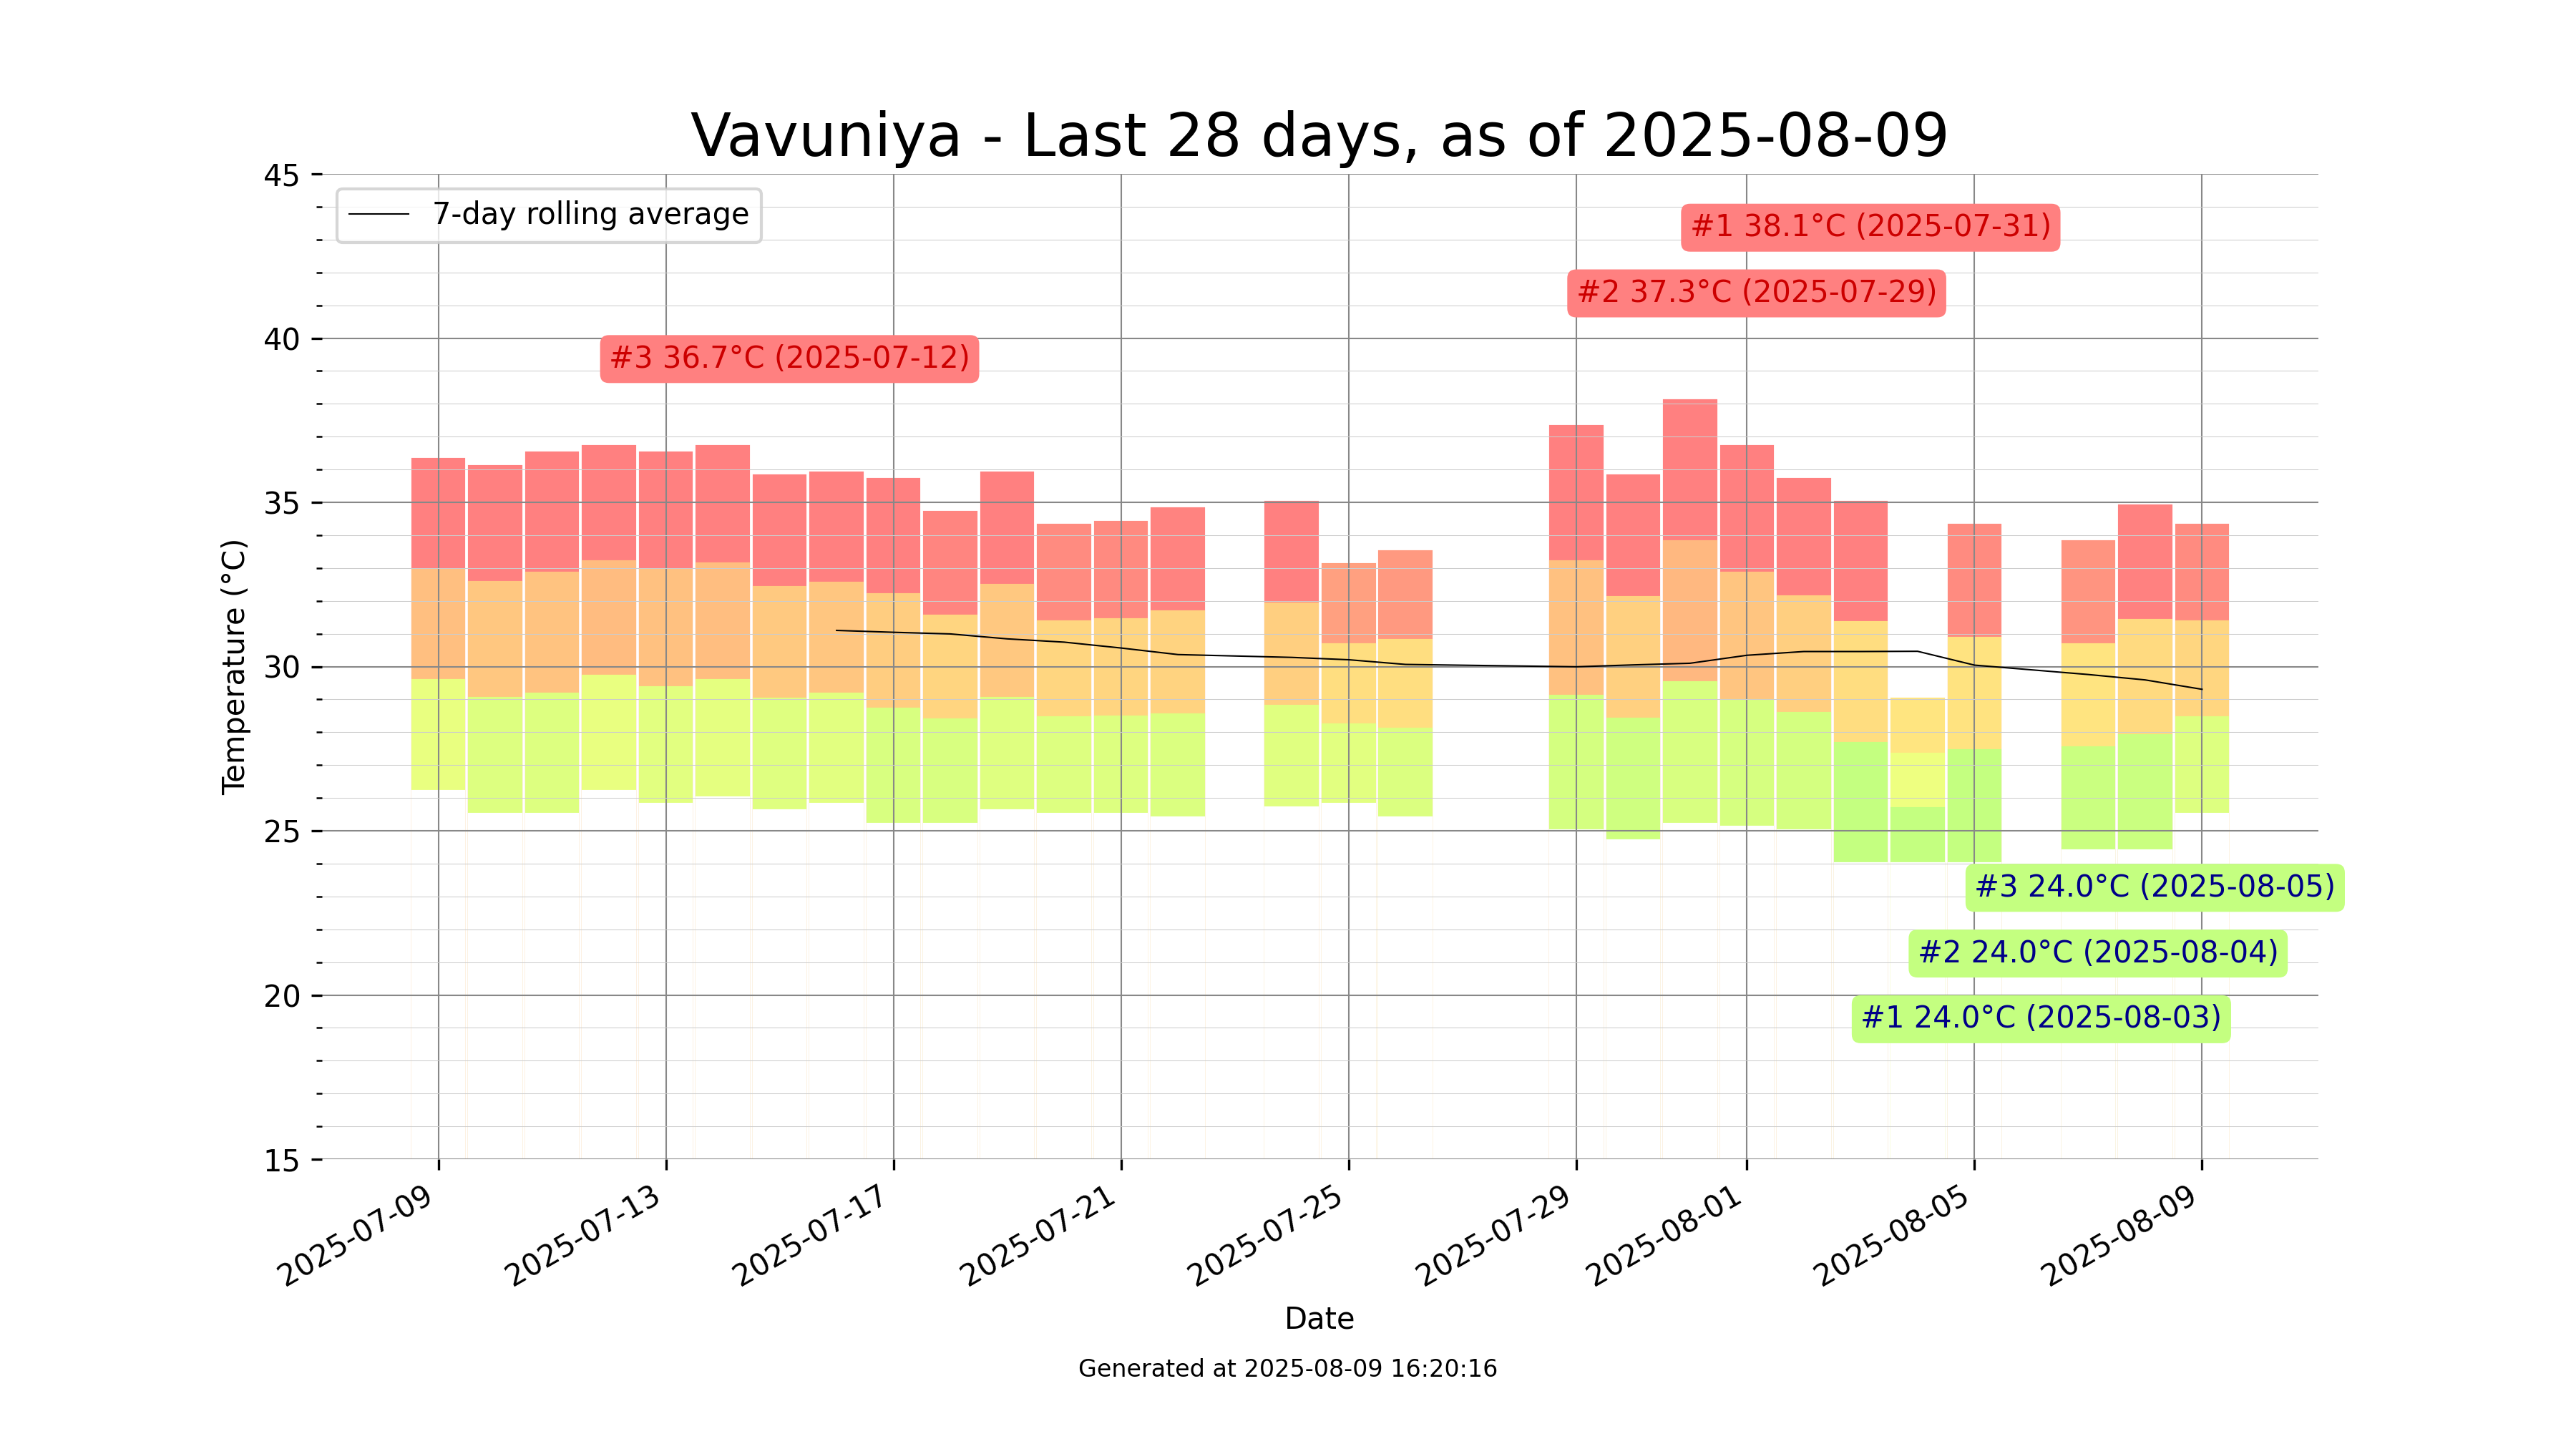 Vavuniya - Last 28 days, as of 2025-08-09
45
40
35
30
25
20
15
Temperature (°C)
7-day rolling average
#1 38.1°C (2025-07-31)
#2 37.3°C (2025-07-29)
#3 36.7°C (2025-07-12)
#3 24.0°C (2025-08-05)
#2 24.0°C (2025-08-04)
#1 24.0°C (2025-08-03)
2025-07-09
2025-07-13
2025-07-17
2025-07-21
2025-07-25
2025-07-29
2025-08-01
2025-08-05
2025-08-09
Date
Generated at 2025-08-09 16:20:16